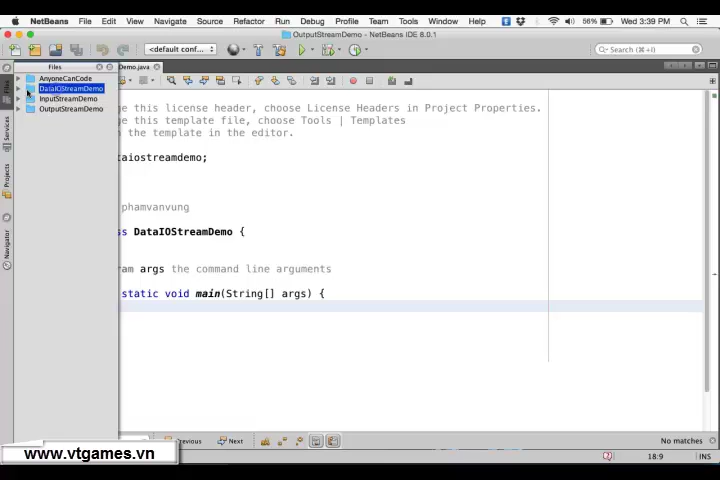 NetBeans File Edit View Navigate Source Refactor Run Debug Profile Team Tools Window Help 56% Wed 3:39 PM
OutputStreamDemo - NetBeans IDE 8.0.1
<default conf... Search (⌘+I)
Files
Demo.java
AnyoneCanCode
DataIOStreamDemo
InputStreamDemo
OutputStreamDemo
Files
Services
Projects
Navigator
ge this license header, choose License Headers in Project Properties.
ge this template file, choose Tools | Templates
n the template in the editor.
taiostreamdemo;
phamvanvung
ss DataIOStreamDemo {
ram args the command line arguments
static void main(String[] args) {
Previous Next No matches
www.vtgames.vn
18:9 INS